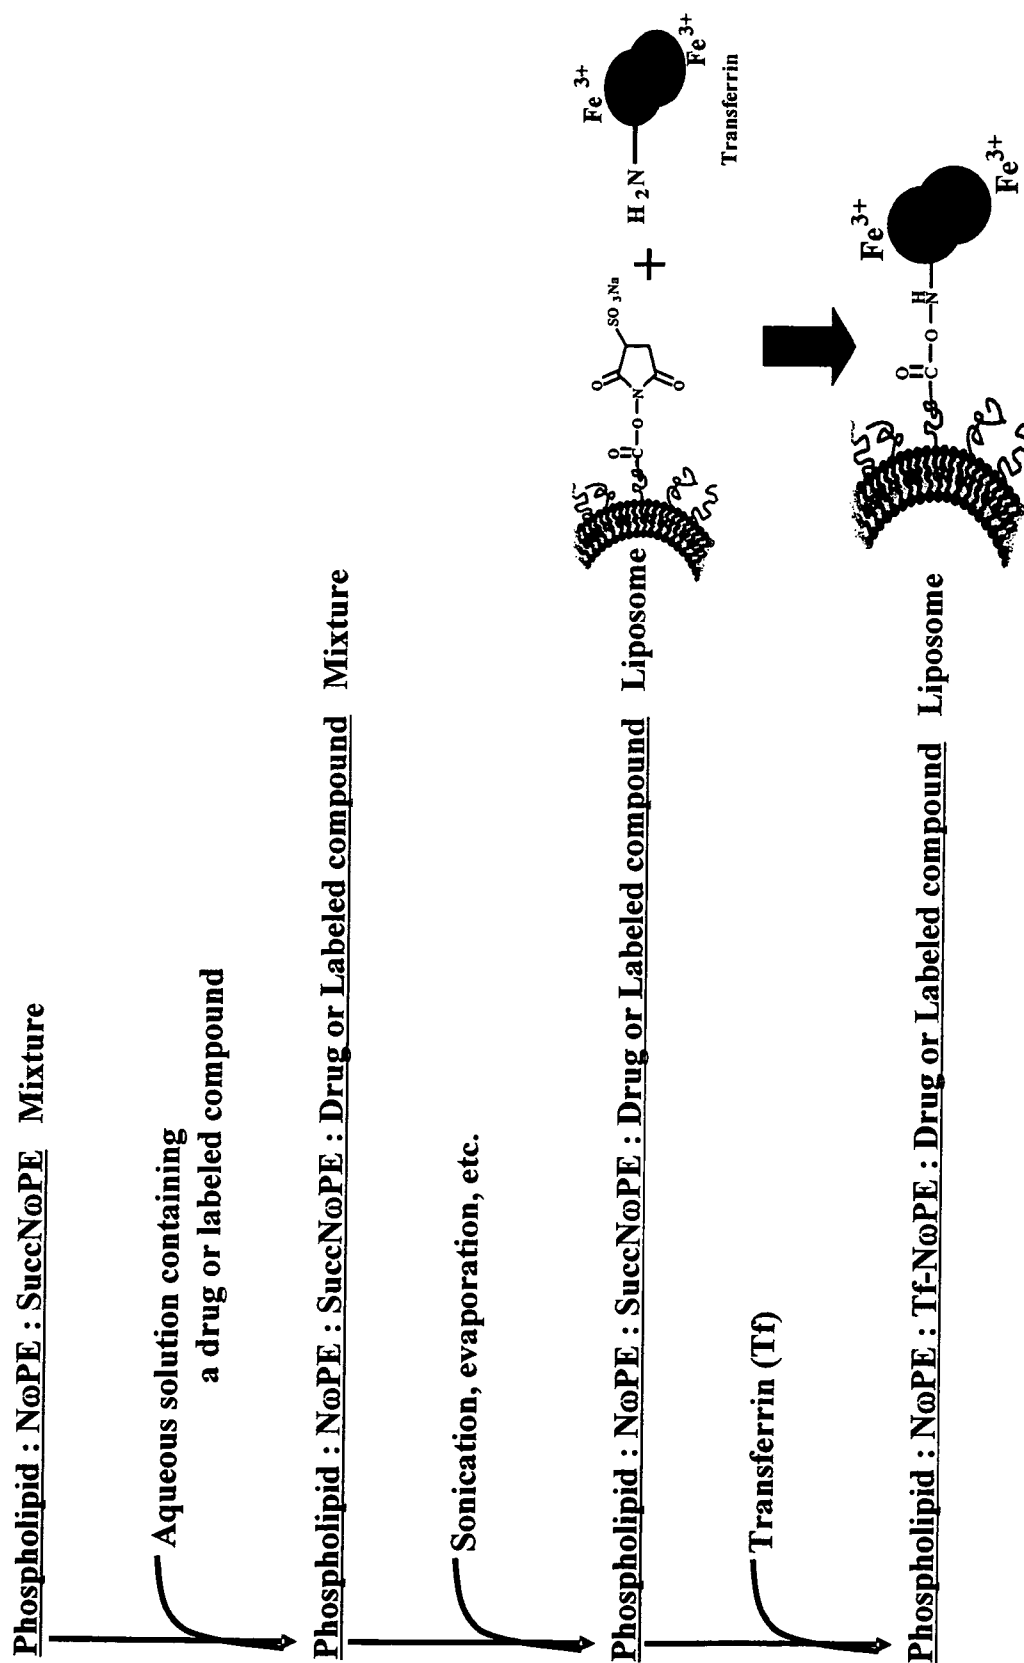 Phospholipid : NωPE : SuccNωPE Mixture
Aqueous solution containing
a drug or labeled compound
Phospholipid : NωPE : SuccNωPE : Drug or Labeled compound Mixture
Sonication, evaporation, etc.
Phospholipid : NωPE : SuccNωPE : Drug or Labeled compound Liposome
O
C
O
N
O
O
SO3Na
+
H2N
Fe3+
Fe3+
Transferrin
Transferrin (Tf)
Phospholipid : NωPE : Tf-NωPE : Drug or Labeled compound Liposome
O
C
O
H
N
Fe3+
Fe3+